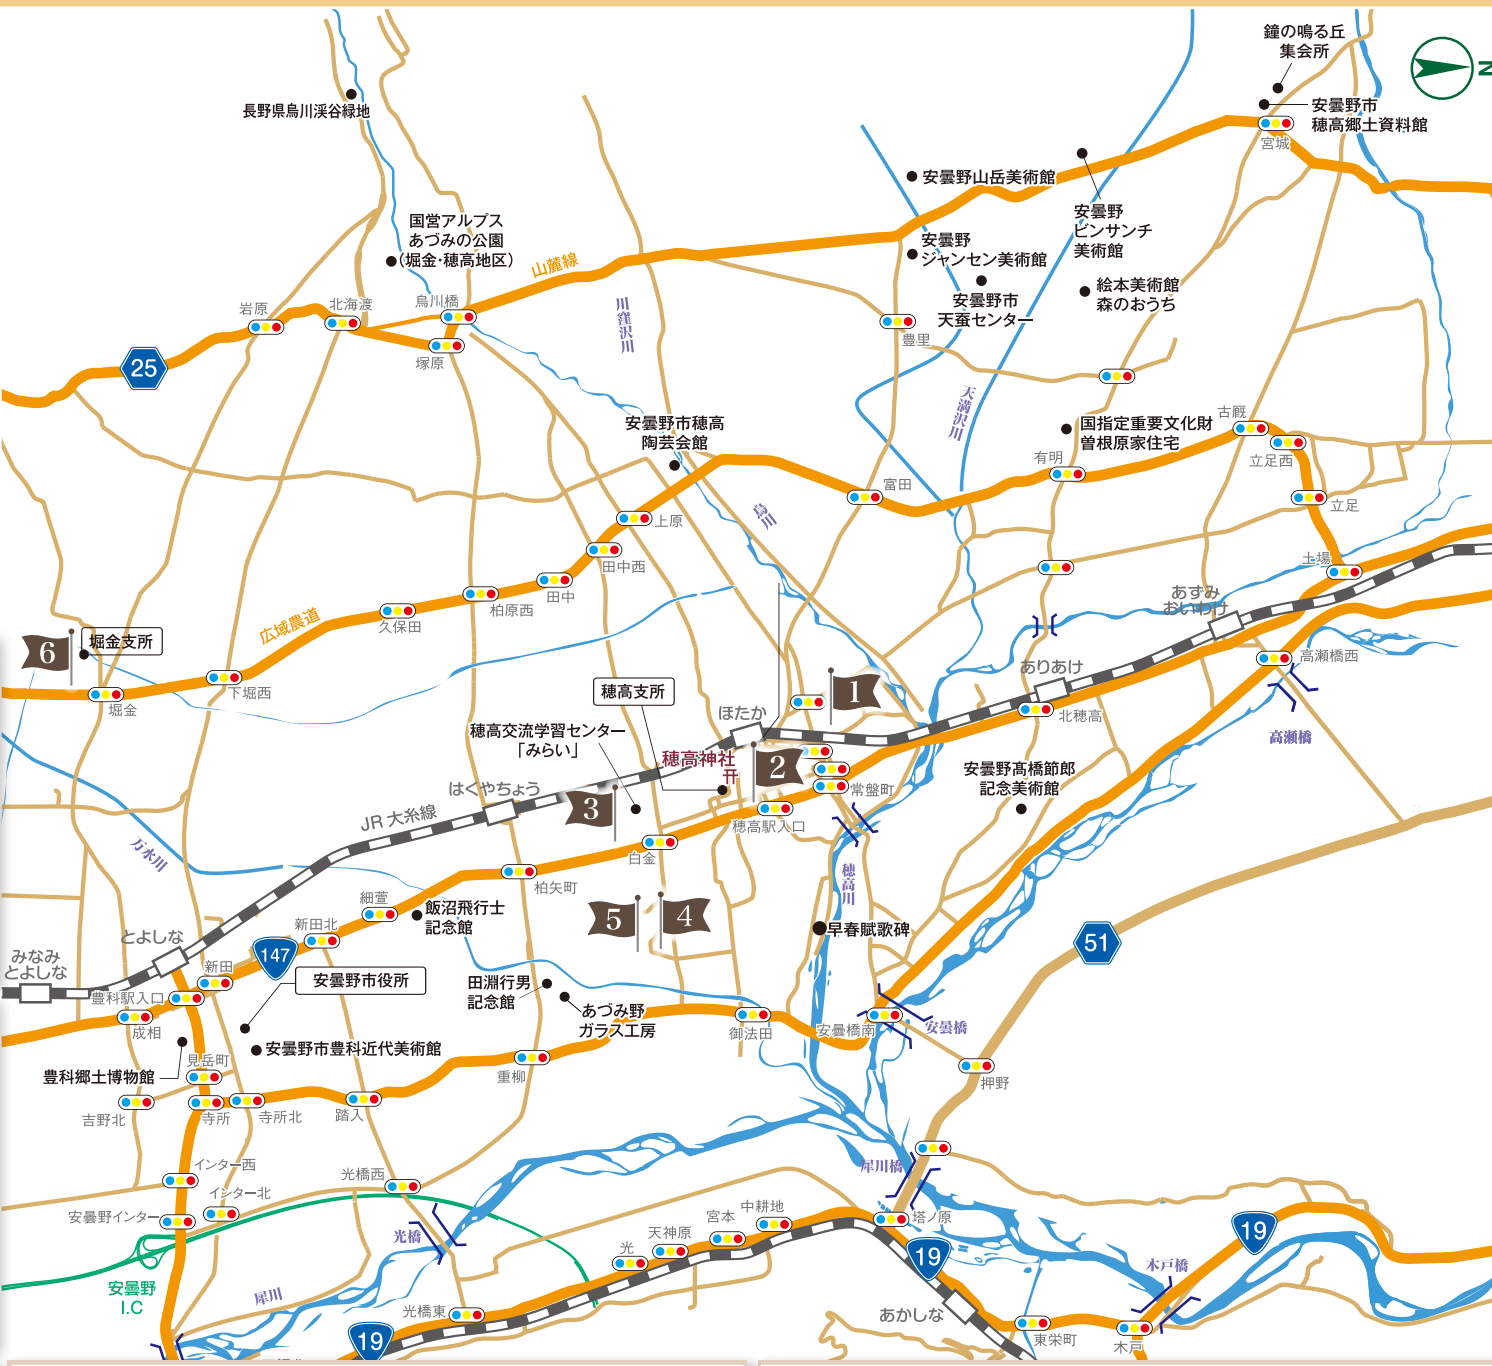 鐘の鳴る丘
集会所
N
長野県烏川渓谷緑地
安曇野市
穂高郷土資料館
宮城
安曇野山岳美術館
国営アルプス
あづみの公園
(堀金・穂高地区)
安曇野
ビンサンチ
美術館
安曇野
ジャンセン美術館
山麓線
絵本美術館
森のおうち
安曇野市
天蚕センター
岩原
北海渡
烏川橋
川窪沢川
豊里
塚原
25
天満沢川
古厩
国指定重要文化財
曽根原家住宅
安曇野市穂高
陶芸会館
有明
立足西
富田
立足
烏川
上原
土場
田中西
あずみ
おいわけ
田中
柏原西
広域農道
久保田
6
堀金支所
高瀬橋西
ありあけ
下堀西
穂高支所
1
堀金
ほたか
北穂高
穂高交流学習センター
「みらい」
高瀬橋
穂高神社
2
安曇野髙橋節郎
記念美術館
はくやちょう
常盤町
3
JR 大糸線
穂高駅入口
万水川
白金
穂高川
柏矢町
細萱
飯沼飛行士
記念館
5
4
新田北
早春賦歌碑
とよしな
51
147
みなみ
とよしな
新田
安曇野市役所
田淵行男
記念館
豊科駅入口
あづみ野
ガラス工房
成相
御法田
安曇橋南
安曇橋
安曇野市豊科近代美術館
見岳町
豊科郷土博物館
重柳
押野
吉野北
寺所
寺所北
踏入
インター西
光橋西
犀川橋
インター北
安曇野インター
中耕地
宮本
塔ノ原
天神原
光橋
光
19
19
木戸橋
安曇野
I.C
犀川
光橋東
あかしな
19
東栄町
木戸